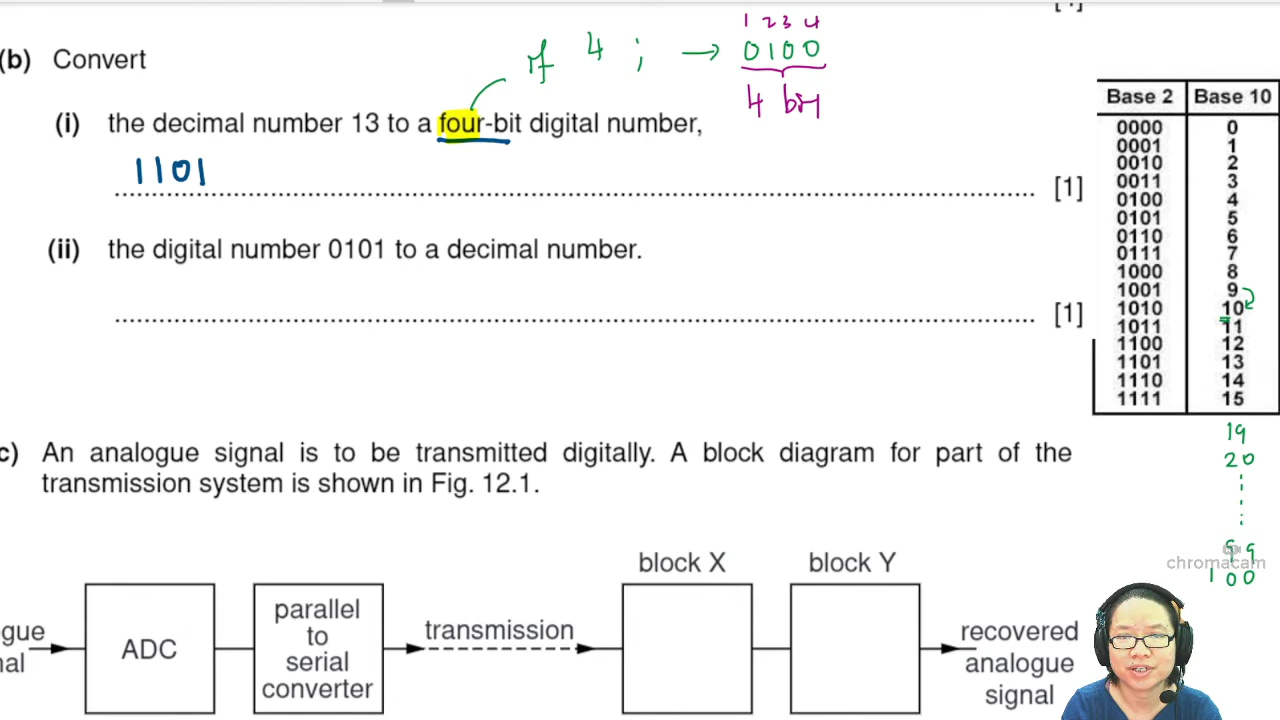 [1]
1 2 3 4
(b) Convert
if 4 ; → 0100
4 bit
(i) the decimal number 13 to a four-bit digital number,
1101
[1]
(ii) the digital number 0101 to a decimal number.
[1]
Base 2 Base 10
0000 0
0001 1
0010 2
0011 3
0100 4
0101 5
0110 6
0111 7
1000 8
1001 9
1010 10
1011 11
1100 12
1101 13
1110 14
1111 15
19
20
99
100
c) An analogue signal is to be transmitted digitally. A block diagram for part of the
transmission system is shown in Fig. 12.1.
chromacam
block X block Y
gue
nal
ADC
parallel
to
serial
converter
transmission
recovered
analogue
signal